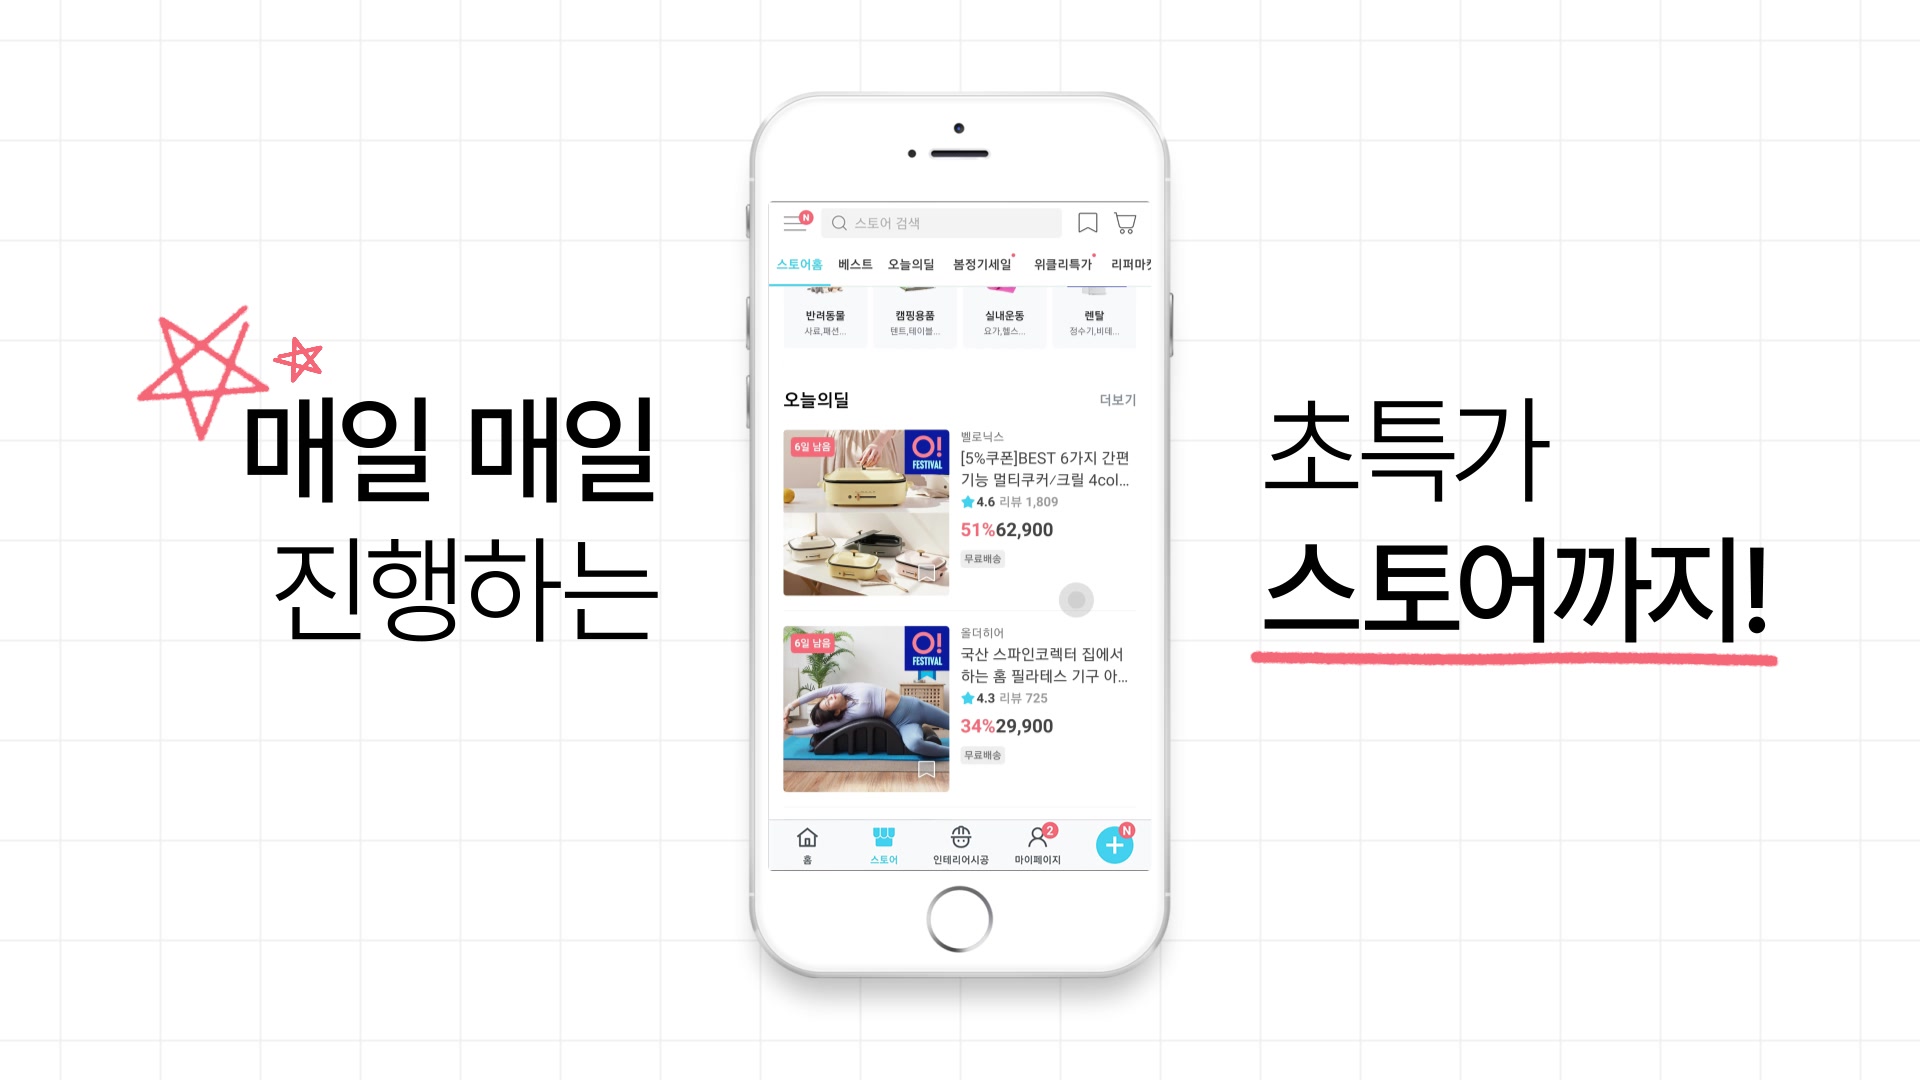 매일 매일
진행하는
N
스토어 검색
스토어홈 베스트 오늘의딜 봄정기세일 위클리특가 리퍼마켓
반려동물 캠핑용품 실내운동 렌탈
사료,패션... 텐트,테이블... 요가,헬스... 정수기,비데...
오늘의딜 더보기
6일 남음
O!
FESTIVAL
벨로닉스
[5%쿠폰]BEST 6가지 간편
기능 멀티쿠커/크릴 4col...
4.6 리뷰 1,809
51%62,900
무료배송
6일 남음
O!
FESTIVAL
올더히어
국산 스파인코렉터 집에서
하는 홈 필라테스 기구 아...
4.3 리뷰 725
34%29,900
무료배송
2 N
홈 스토어 인테리어시공 마이페이지
초특가
스토어까지!